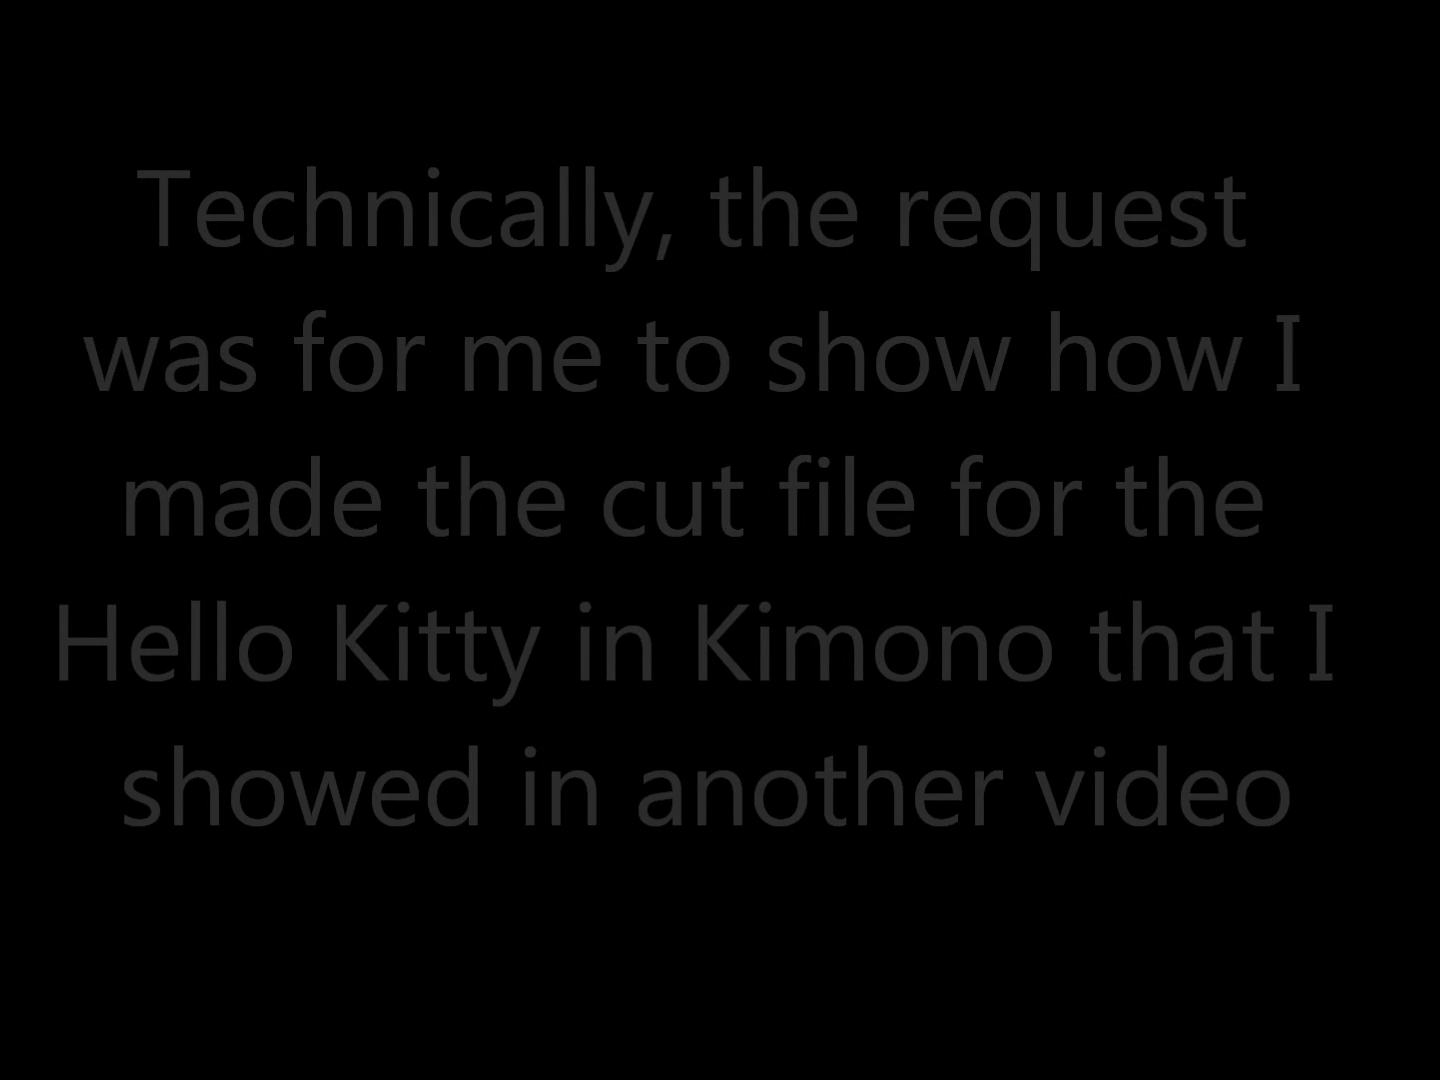 Technically, the request
was for me to show how I
made the cut file for the
Hello Kitty in Kimono that I
showed in another video